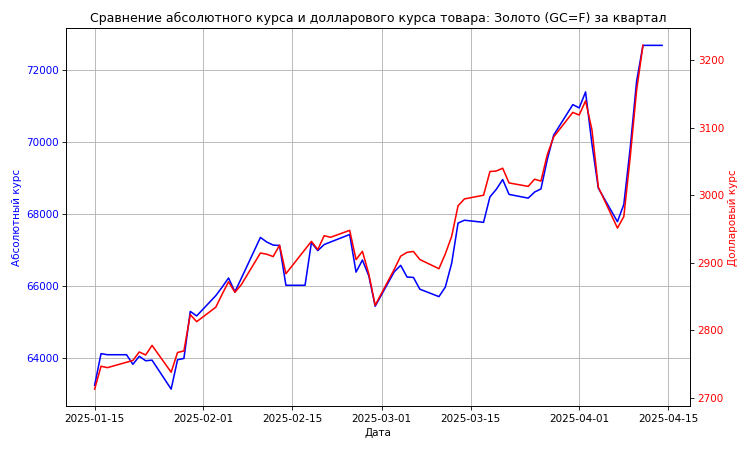 Сравнение абсолютного курса и долларового курса товара: Золото (GC=F) за квартал
72000
70000
68000
66000
64000
Абсолютный курс
3200
3100
3000
2900
2800
2700
Долларовый курс
2025-01-15 2025-02-01 2025-02-15 2025-03-01 2025-03-15 2025-04-01 2025-04-15
Дата